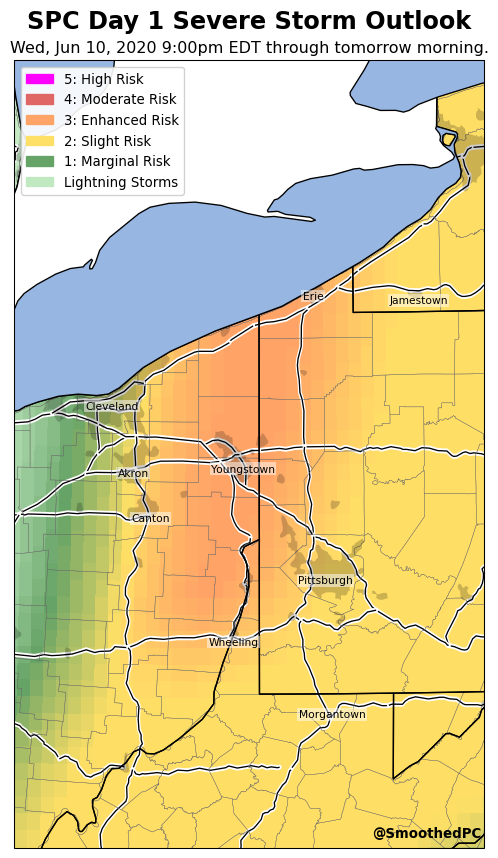 SPC Day 1 Severe Storm Outlook
Wed, Jun 10, 2020 9:00pm EDT through tomorrow morning.
5: High Risk
4: Moderate Risk
3: Enhanced Risk
2: Slight Risk
1: Marginal Risk
Lightning Storms
Erie
Jamestown
Cleveland
Youngstown
Akron
Canton
Pittsburgh
Wheeling
Morgantown
@SmoothedPC